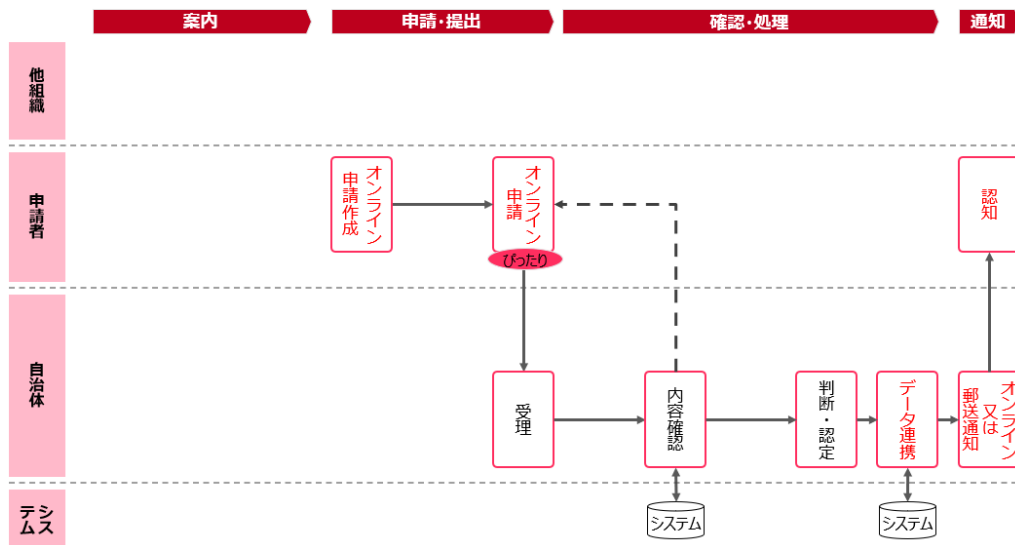 案内
申請・提出
確認・処理
通知
他組織
申請者
オンライン
申請作成
オンライン
申請
ぴったり
認知
自治体
受理
内容確認
判断・認定
データ連携
オンライン
又は
郵送通知
シス
テム
システム
システム